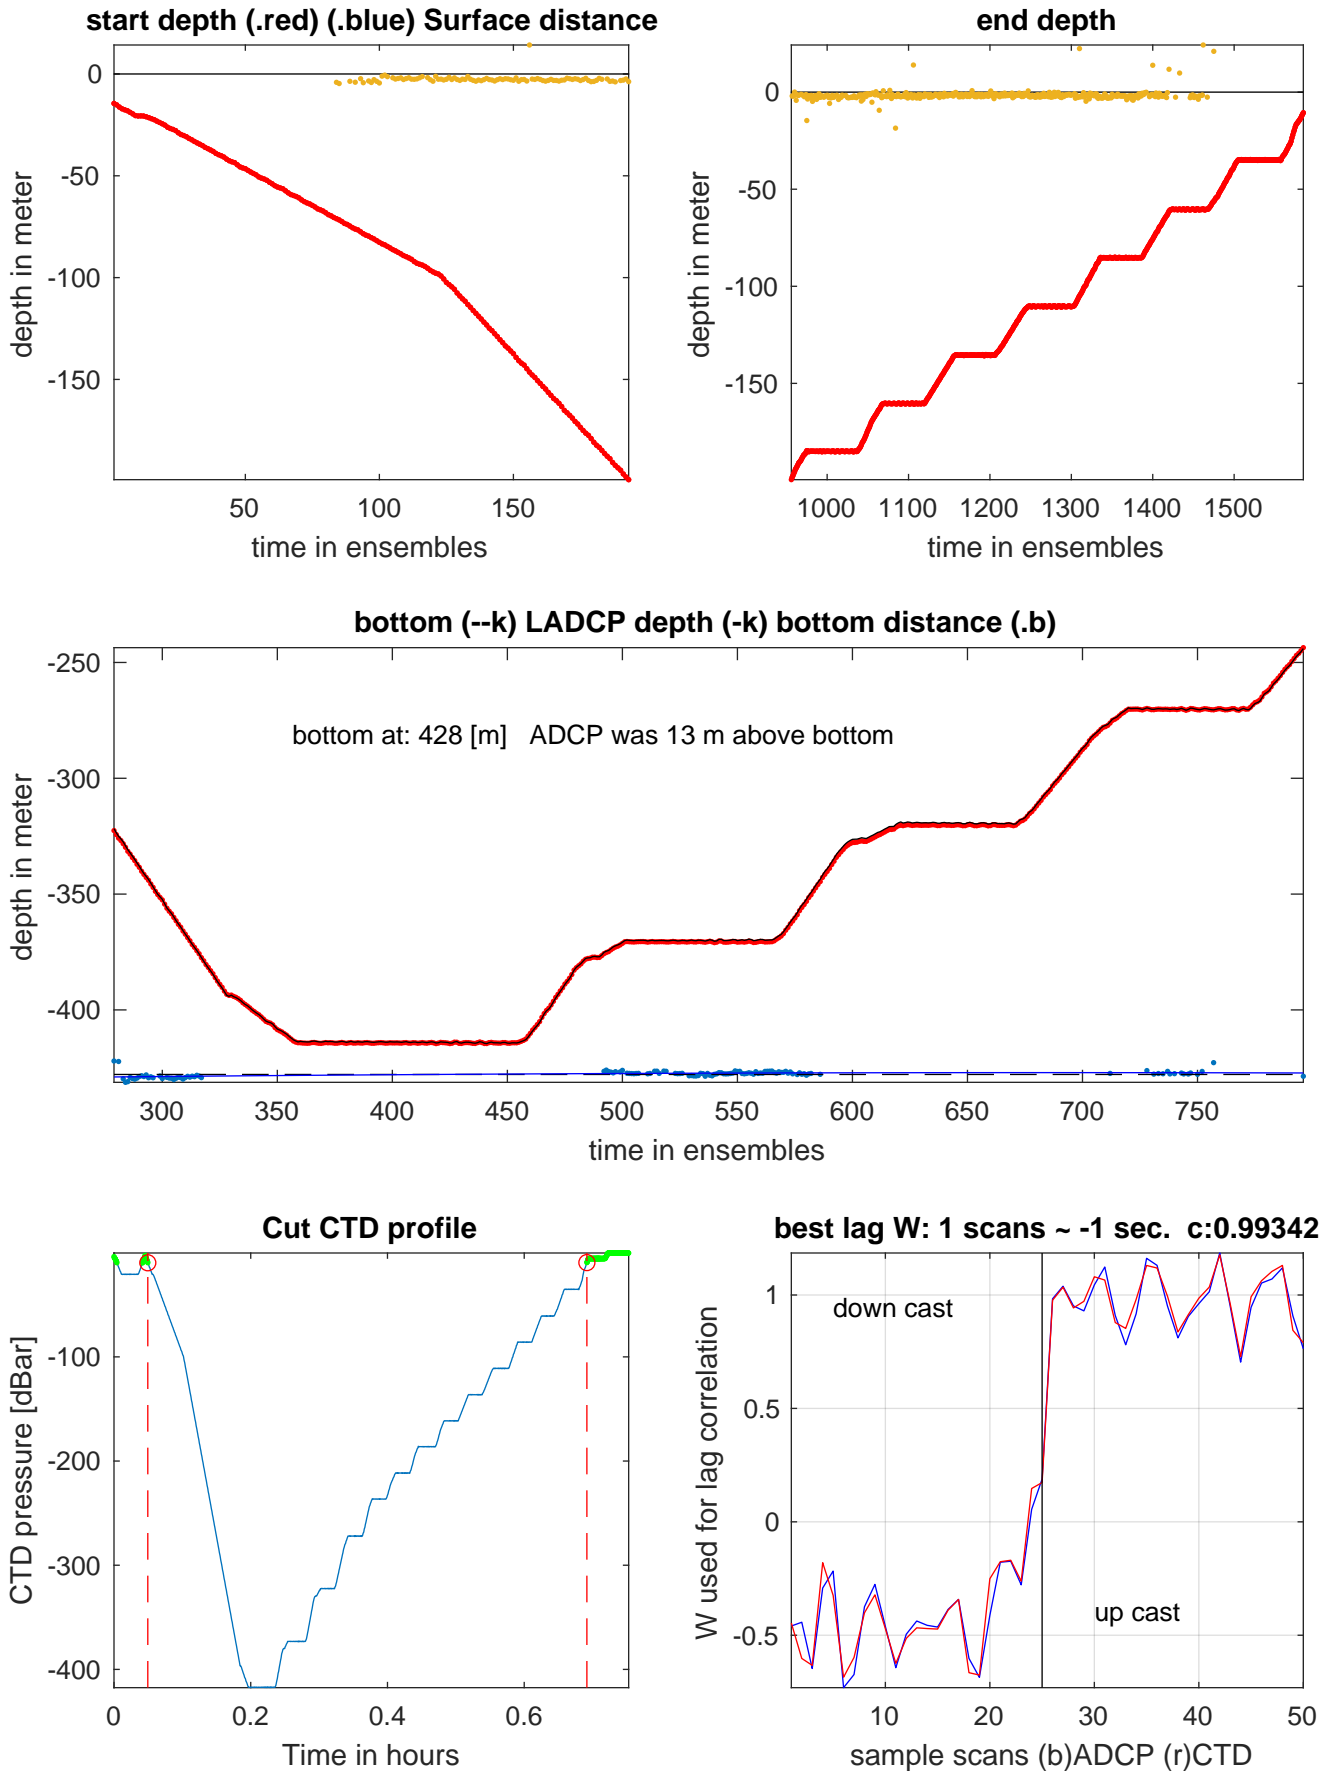 start depth (.red) (.blue) Surface distance
end depth
0
-50
-100
-150
depth in meter
50
100
150
time in ensembles
0
-50
-100
-150
depth in meter
1000
1100
1200
1300
1400
1500
time in ensembles
bottom (--k) LADCP depth (-k) bottom distance (.b)
bottom at: 428 [m]   ADCP was 13 m above bottom
-250
-300
-350
-400
depth in meter
300
350
400
450
500
550
600
650
700
750
time in ensembles
Cut CTD profile
-100
-200
-300
-400
CTD pressure [dBar]
0
0.2
0.4
0.6
Time in hours
best lag W: 1 scans ~ -1 sec.  c:0.99342
down cast
up cast
1
0.5
0
-0.5
W used for lag correlation
10
20
30
40
50
sample scans (b)ADCP (r)CTD